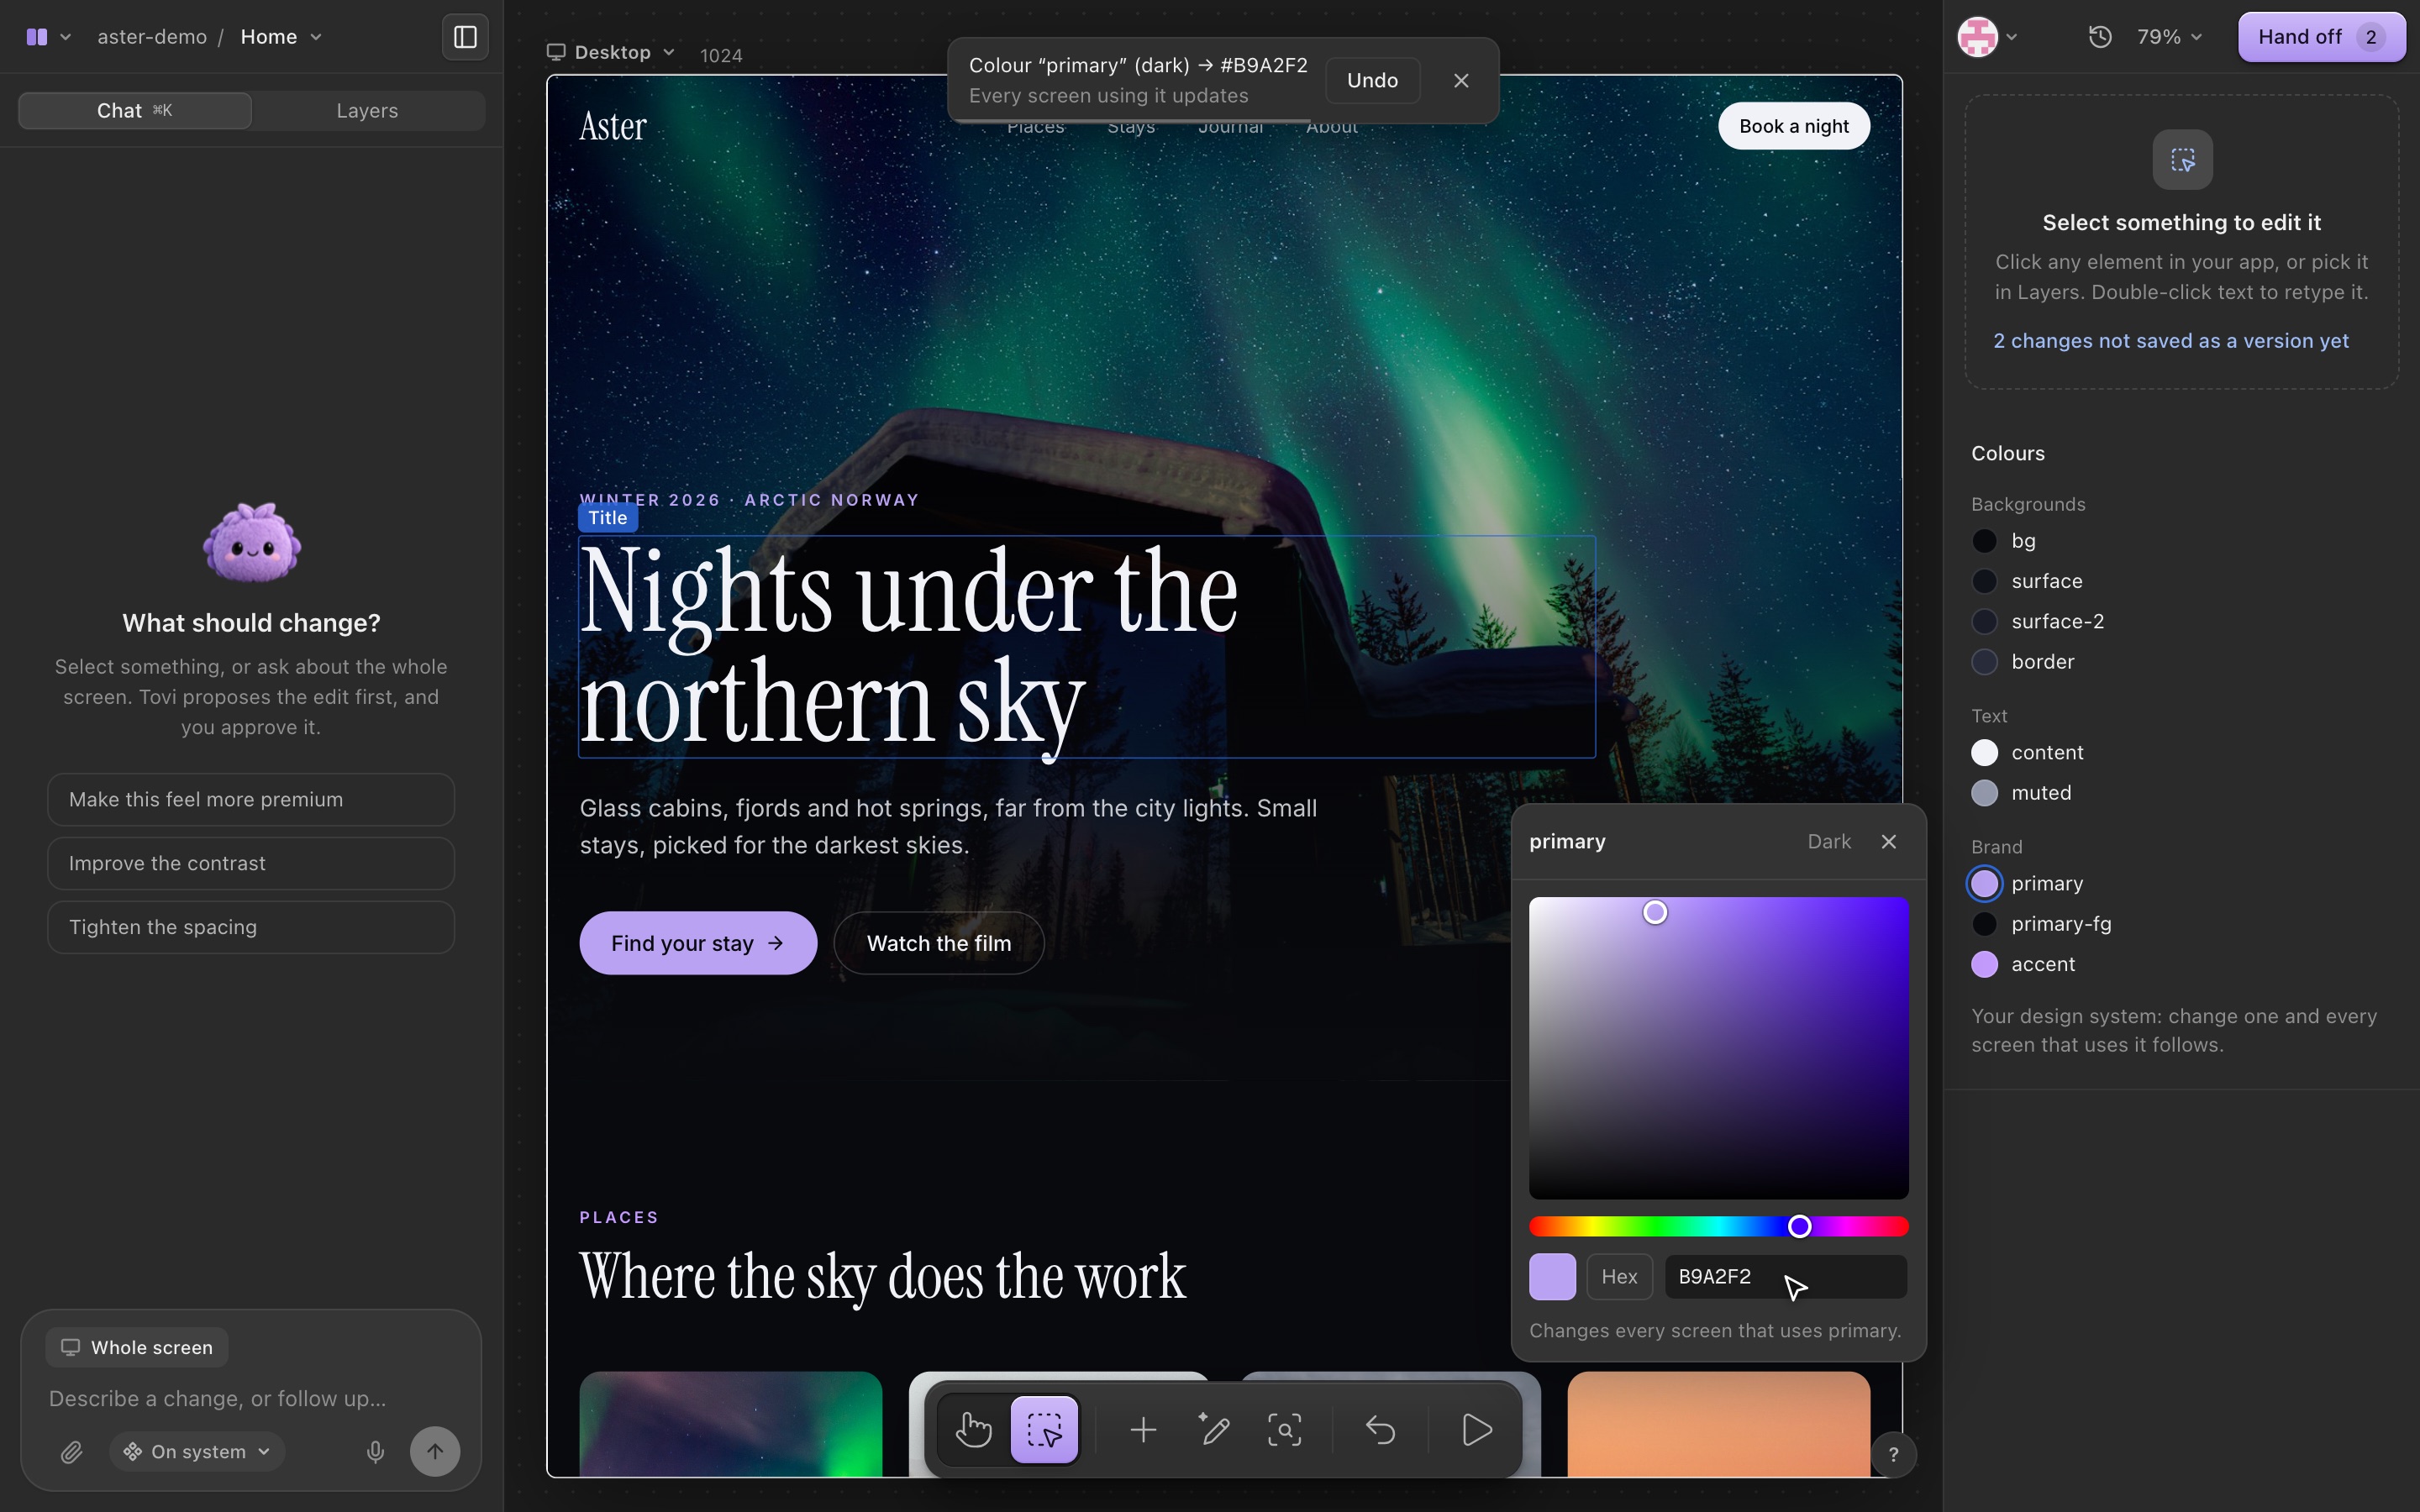 aster-demo / Home
Chat ⌘K
Layers
What should change?
Select something, or ask about the whole
screen. Tovi proposes the edit first, and
you approve it.
Make this feel more premium
Improve the contrast
Tighten the spacing
Whole screen
Describe a change, or follow up...
On system
Desktop 1024
Colour “primary” (dark) → #B9A2F2
Every screen using it updates
Undo
Aster
Places Stays Journal About
Book a night
WINTER 2026 · ARCTIC NORWAY
Title
Nights under the
northern sky
Glass cabins, fjords and hot springs, far from the city lights. Small
stays, picked for the darkest skies.
Find your stay →
Watch the film
PLACES
Where the sky does the work
primary
Dark
Hex
B9A2F2
Changes every screen that uses primary.
?
79%
Hand off 2
Select something to edit it
Click any element in your app, or pick it
in Layers. Double-click text to retype it.
2 changes not saved as a version yet
Colours
Backgrounds
bg
surface
surface-2
border
Text
content
muted
Brand
primary
primary-fg
accent
Your design system: change one and every
screen that uses it follows.